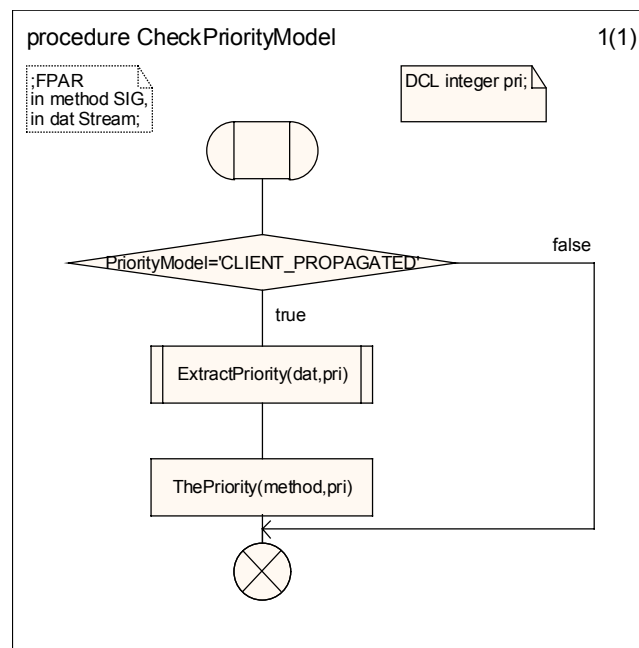 procedure CheckPriorityModel 1(1)
;FPAR
in method SIG,
in dat Stream;
DCL integer pri;
PriorityModel='CLIENT_PROPAGATED'
false
true
ExtractPriority(dat,pri)
ThePriority(method,pri)